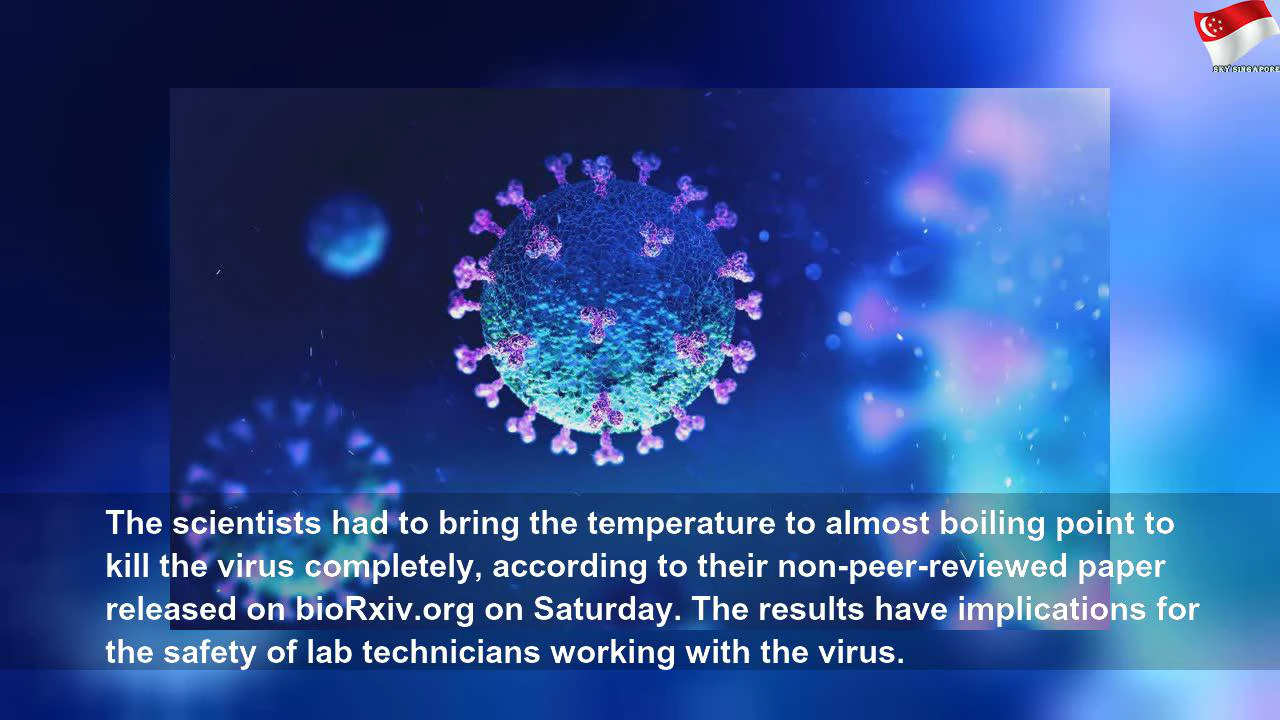 SKY SINGAPORE
The scientists had to bring the temperature to almost boiling point to
kill the virus completely, according to their non-peer-reviewed paper
released on bioRxiv.org on Saturday. The results have implications for
the safety of lab technicians working with the virus.